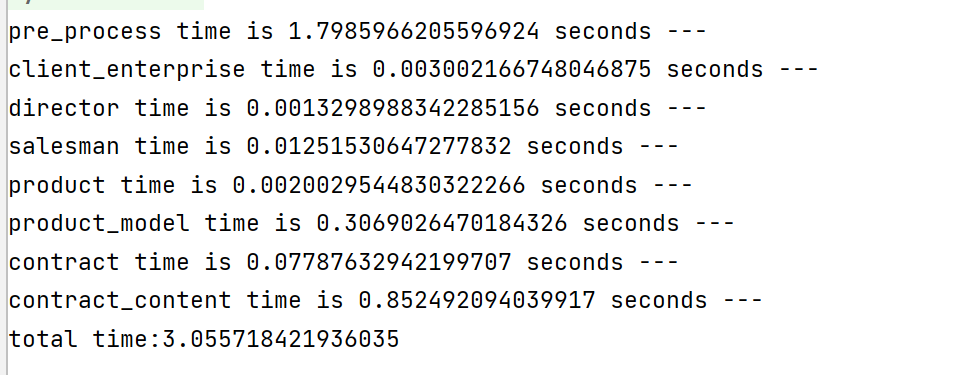 pre_process time is 1.7985966205596924 seconds ---
client_enterprise time is 0.003002166748046875 seconds ---
director time is 0.0013298988342285156 seconds ---
salesman time is 0.01251530647277832 seconds ---
product time is 0.0020029544830322266 seconds ---
product_model time is 0.3069026470184326 seconds ---
contract time is 0.07787632942199707 seconds ---
contract_content time is 0.852492094039917 seconds ---
total time:3.055718421936035